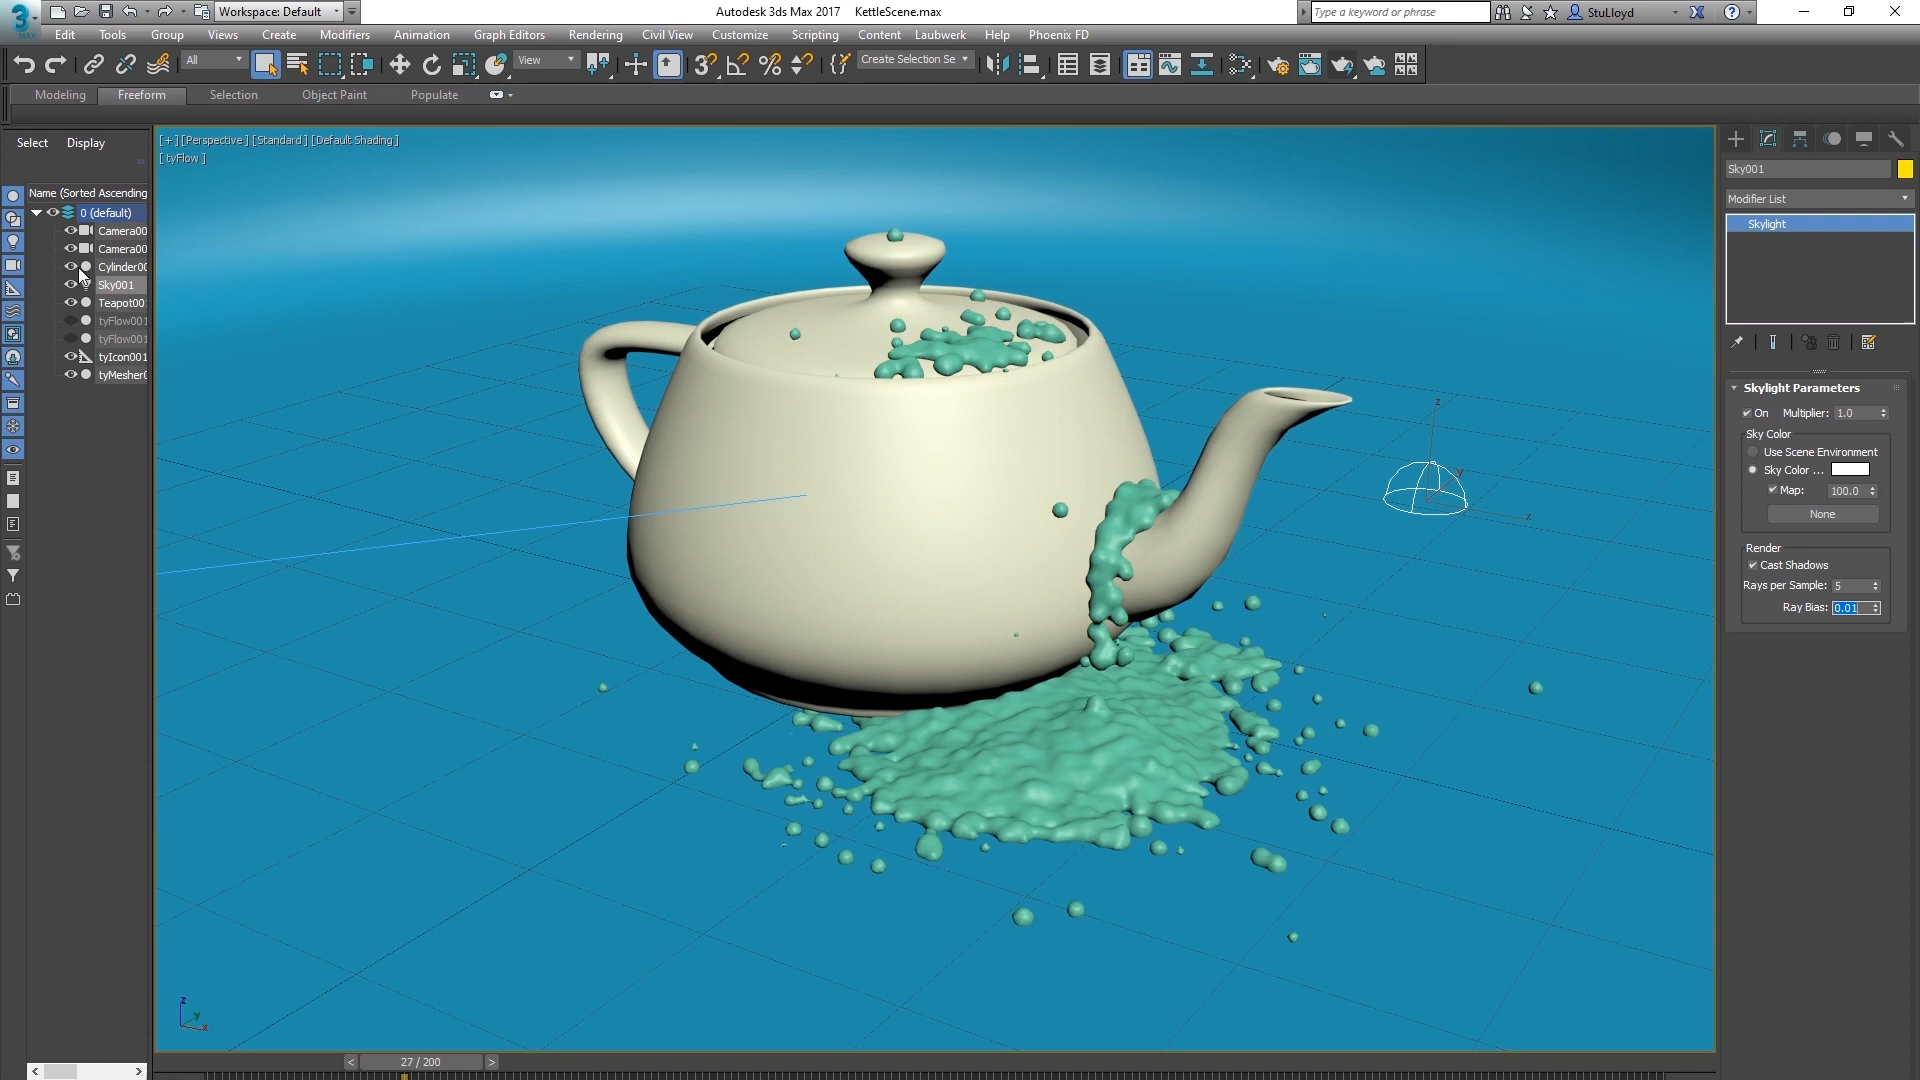 3
MAX
Workspace: Default
Autodesk 3ds Max 2017 KettleScene.max
Type a keyword or phrase
StuLloyd
Edit Tools Group Views Create Modifiers Animation Graph Editors Rendering Civil View Customize Scripting Content Laubwerk Help Phoenix FD
All
View
3
Create Selection Se
Modeling Freeform Selection Object Paint Populate
Select Display
[+] [Perspective] [Standard] [Default Shading]
[tyFlow]
Name (Sorted Ascending
0 (default)
Camera00
Camera00
Cylinder00
Sky001
Teapot00
tyFlow001
tyFlow001
tyIcon001
tyMesher0
z
y
x
z
y
x
27 / 200
Sky001
Modifier List
Skylight
Skylight Parameters
On Multiplier: 1.0
Sky Color
Use Scene Environment
Sky Color ...
Map: 100.0
None
Render
Cast Shadows
Rays per Sample: 5
Ray Bias: 0.01